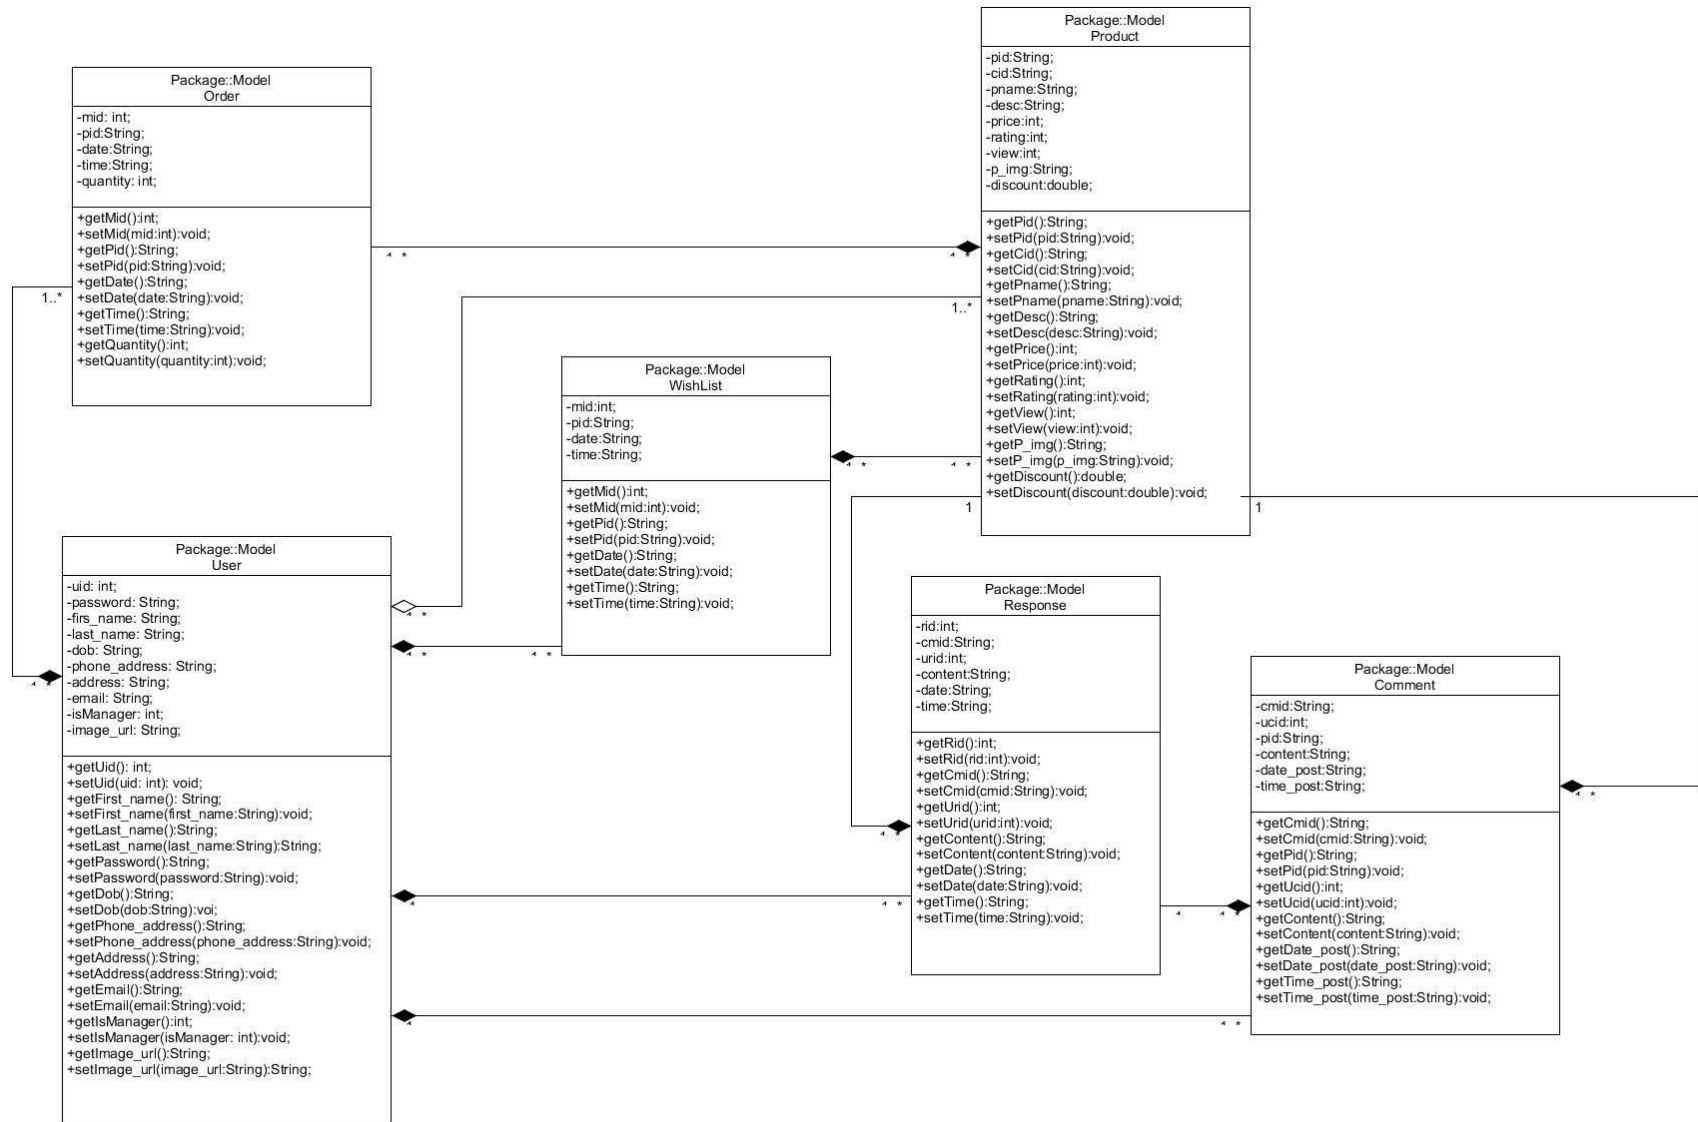 Package::Model
Order
-mid: int;
-pid:String;
-date:String;
-time:String;
-quantity: int;
+getMid():int;
+setMid(mid:int):void;
+getPid():String;
+setPid(pid:String):void;
+getDate():String;
+setDate(date:String):void;
+getTime():String;
+setTime(time:String):void;
+getQuantity():int;
+setQuantity(quantity:int):void;
1..*
Package::Model
Product
-pid:String;
-cid:String;
-pname:String;
-desc:String;
-price:int;
-rating:int;
-view:int;
-p_img:String;
-discount:double;
+getPid():String;
+setPid(pid:String):void;
+getCid():String;
+setCid(cid:String):void;
+getPname():String;
+setPname(pname:String):void;
+getDesc():String;
+setDesc(desc:String):void;
+getPrice():int;
+setPrice(price:int):void;
+getRating():int;
+setRating(rating:int):void;
+getView():int;
+setView(view:int):void;
+getP_img():String;
+setP_img(p_img:String):void;
+getDiscount():double;
+setDiscount(discount:double):void;
1..*
1
1
Package::Model
WishList
-mid:int;
-pid:String;
-date:String;
-time:String;
+getMid():int;
+setMid(mid:int):void;
+getPid():String;
+setPid(pid:String):void;
+getDate():String;
+setDate(date:String):void;
+getTime():String;
+setTime(time:String):void;
Package::Model
User
-uid: int;
-password: String;
-firs_name: String;
-last_name: String;
-dob: String;
-phone_address: String;
-address: String;
-email: String;
-isManager: int;
-image_url: String;
+getUid(): int;
+setUid(uid: int): void;
+getFirst_name(): String;
+setFirst_name(first_name:String):void;
+getLast_name():String;
+setLast_name(last_name:String):String;
+getPassword():String;
+setPassword(password:String):void;
+getDob():String;
+setDob(dob:String):voi;
+getPhone_address():String;
+setPhone_address(phone_address:String):void;
+getAddress():String;
+setAddress(address:String):void;
+getEmail():String;
+setEmail(email:String):void;
+getIsManager():int;
+setIsManager(isManager: int):void;
+getImage_url():String;
+setImage_url(image_url:String):String;
Package::Model
Response
-rid:int;
-cmid:String;
-urid:int;
-content:String;
-date:String;
-time:String;
+getRid():int;
+setRid(rid:int):void;
+getCmid():String;
+setCmid(cmid:String):void;
+getUrid():int;
+setUrid(urid:int):void;
+getContent():String;
+setContent(content:String):void;
+getDate():String;
+setDate(date:String):void;
+getTime():String;
+setTime(time:String):void;
Package::Model
Comment
-cmid:String;
-ucid:int;
-pid:String;
-content:String;
-date_post:String;
-time_post:String;
+getCmid():String;
+setCmid(cmid:String):void;
+getPid():String;
+setPid(pid:String):void;
+getUcid():int;
+setUcid(ucid:int):void;
+getContent():String;
+setContent(content:String):void;
+getDate_post():String;
+setDate_post(date_post:String):void;
+getTime_post():String;
+setTime_post(time_post:String):void;